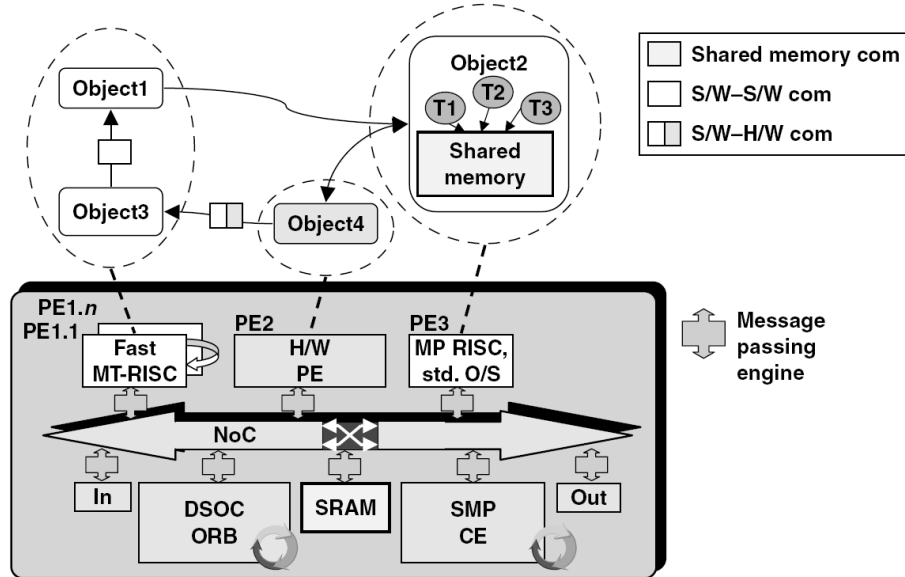 Object1
Object2
T1
T2
T3
Shared
memory
Object3
Object4
Shared memory com
S/W–S/W com
S/W–H/W com
PE1.n
PE1.1
Fast
MT-RISC
PE2
H/W
PE
PE3
MP RISC,
std. O/S
Message
passing
engine
NoC
In
DSOC
ORB
SRAM
SMP
CE
Out